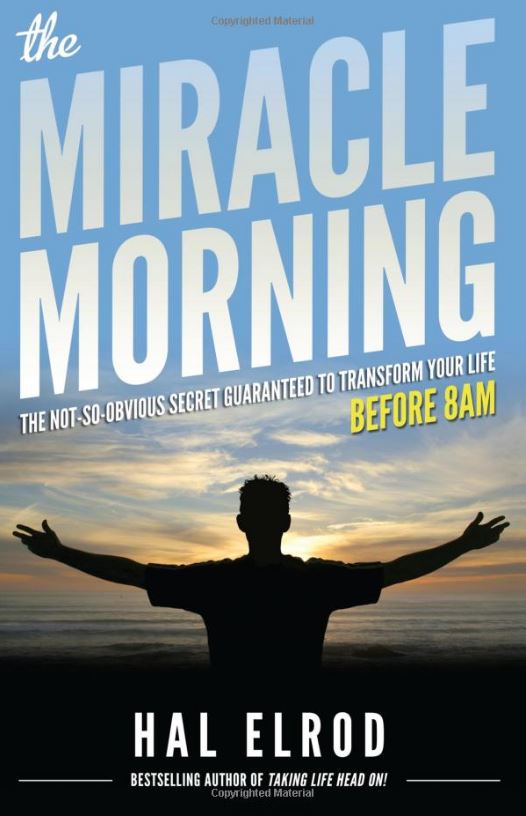 Copyrighted Material
the
MIRACLE
MORNING
THE NOT-SO-OBVIOUS SECRET GUARANTEED TO TRANSFORM YOUR LIFE
BEFORE 8AM
HAL ELROD
BESTSELLING AUTHOR OF TAKING LIFE HEAD ON!
Copyrighted Material